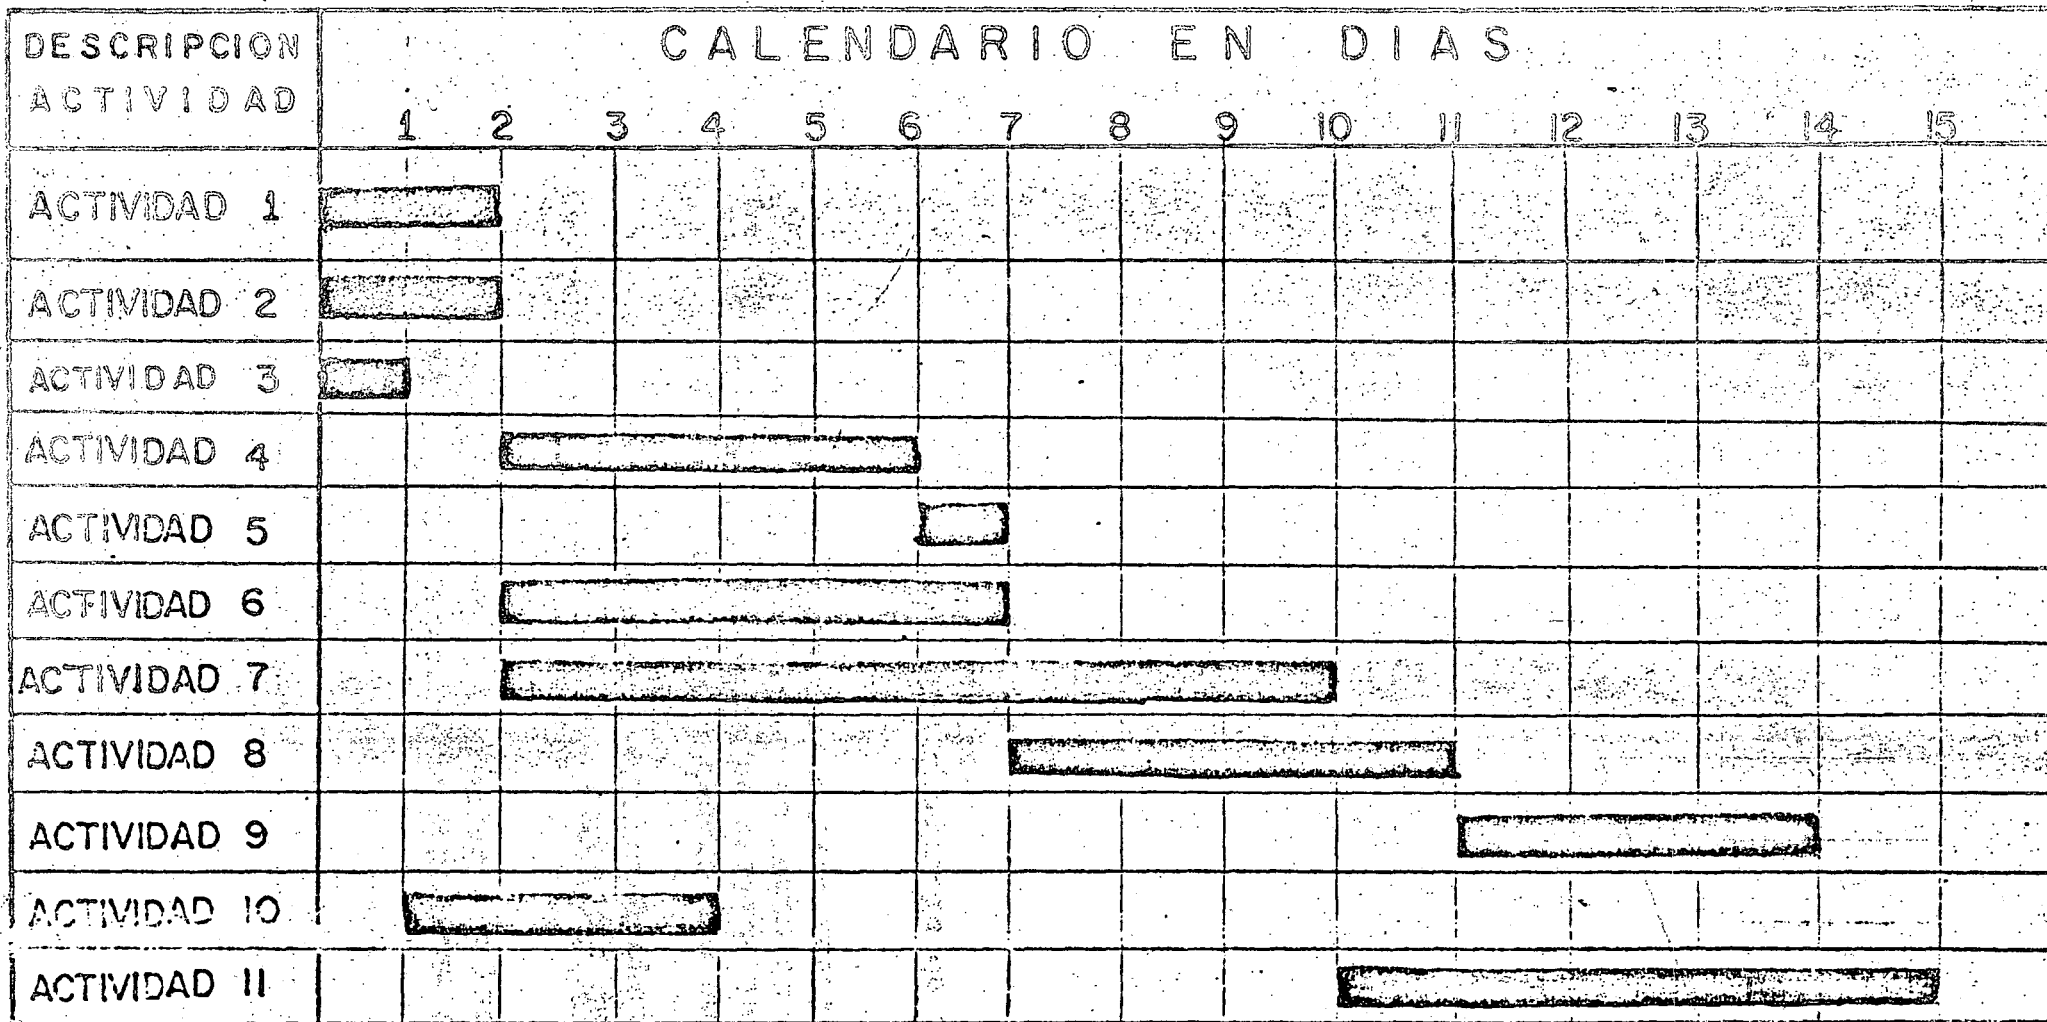 DESCRIPCION
ACTIVIDAD
CALENDARIO EN DIAS
1 2 3 4 5 6 7 8 9 10 11 12 13 14 15
ACTIVIDAD 1
ACTIVIDAD 2
ACTIVIDAD 3
ACTIVIDAD 4
ACTIVIDAD 5
ACTIVIDAD 6
ACTIVIDAD 7
ACTIVIDAD 8
ACTIVIDAD 9
ACTIVIDAD 10
ACTIVIDAD 11